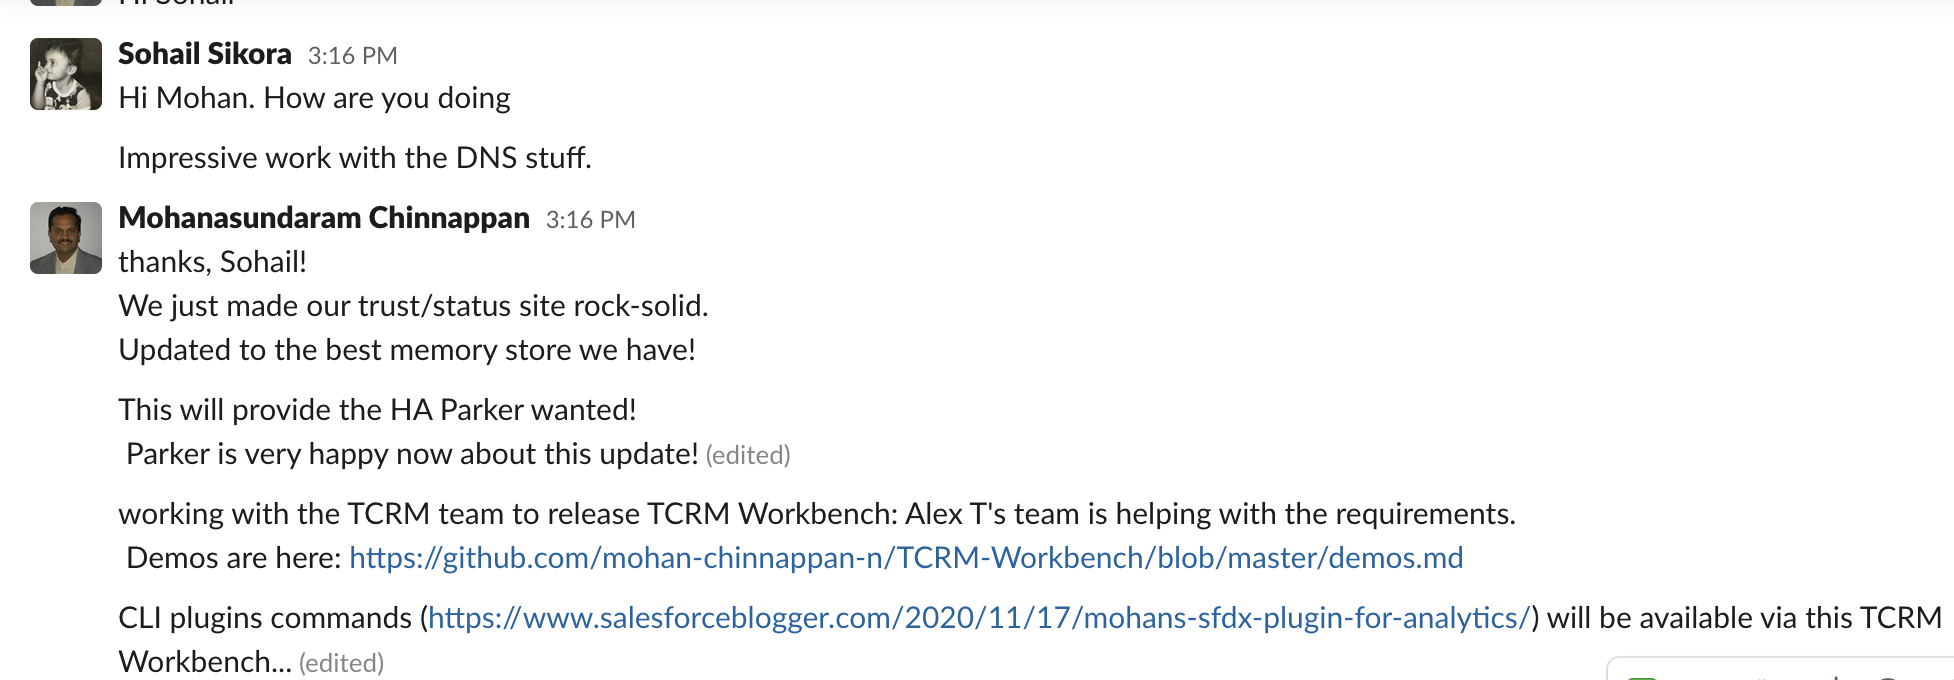 Hi Sohail
Sohail Sikora 3:16 PM
Hi Mohan. How are you doing
Impressive work with the DNS stuff.
Mohanasundaram Chinnappan 3:16 PM
thanks, Sohail!
We just made our trust/status site rock-solid.
Updated to the best memory store we have!
This will provide the HA Parker wanted!
Parker is very happy now about this update! (edited)
working with the TCRM team to release TCRM Workbench: Alex T's team is helping with the requirements.
Demos are here: https://github.com/mohan-chinnappan-n/TCRM-Workbench/blob/master/demos.md
CLI plugins commands (https://www.salesforceblogger.com/2020/11/17/mohans-sfdx-plugin-for-analytics/) will be available via this TCRM
Workbench... (edited)